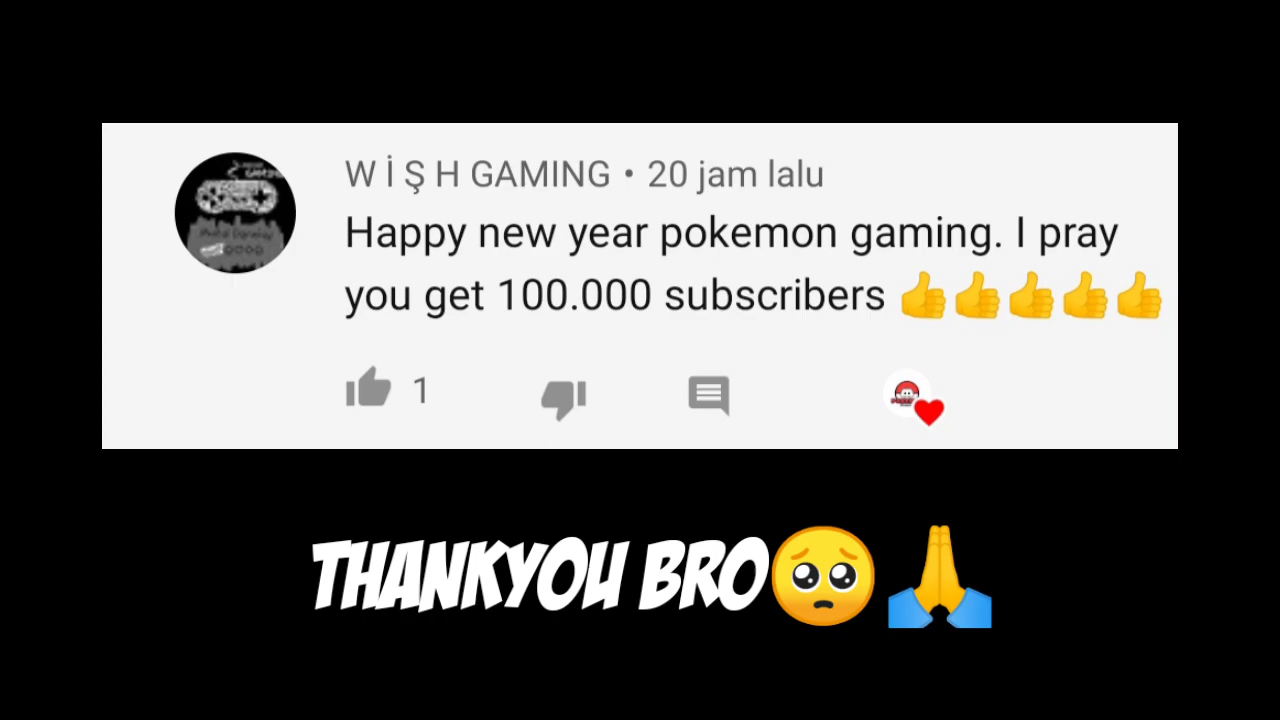 W İ Ş H GAMING • 20 jam lalu
Happy new year pokemon gaming. I pray
you get 100.000 subscribers 👍👍👍👍👍
1
THANKYOU BRO🥺🙏